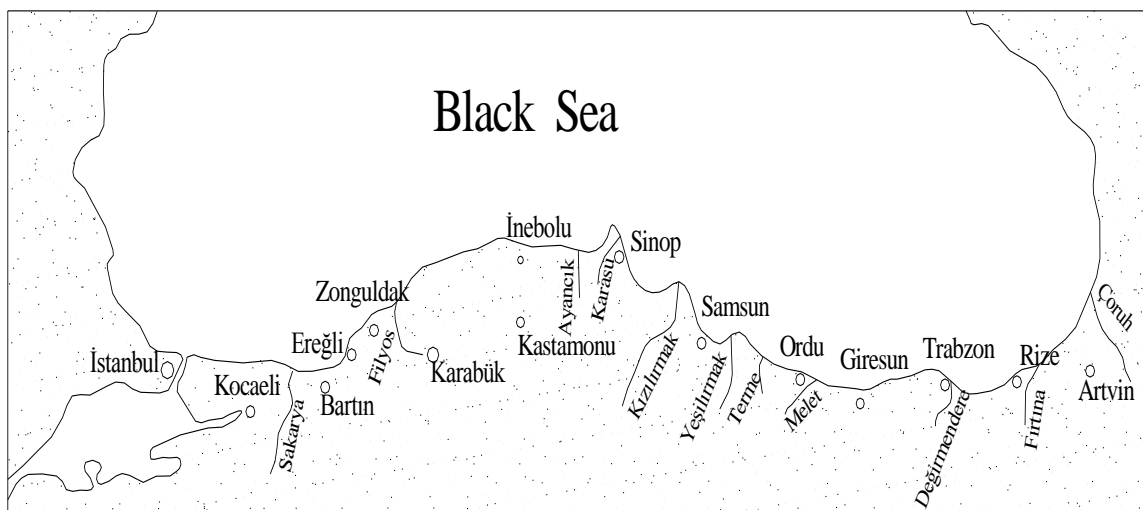 Black Sea
İnebolu
Sinop
Zonguldak
Ayancık
Karasu
Çoruh
Samsun
Ereğli
Filyos
Kastamonu
Karabük
İstanbul
Kocaeli
Bartın
Sakarya
Kızılırmak
Yeşilırmak
Terme
Ordu
Melet
Giresun
Trabzon
Rize
Artvin
Değirmendere
Fırtına